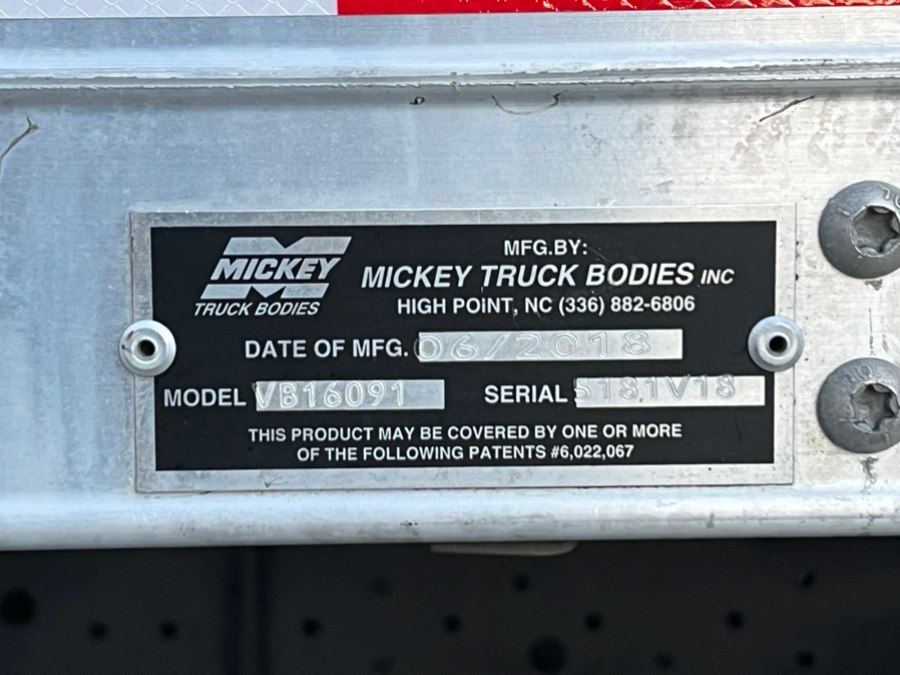 MICKEY
TRUCK BODIES
MFG.BY:
MICKEY TRUCK BODIES INC
HIGH POINT, NC (336) 882-6806
DATE OF MFG. 06/2018
MODEL VB16091
SERIAL 5181V18
THIS PRODUCT MAY BE COVERED BY ONE OR MORE
OF THE FOLLOWING PATENTS #6,022,067